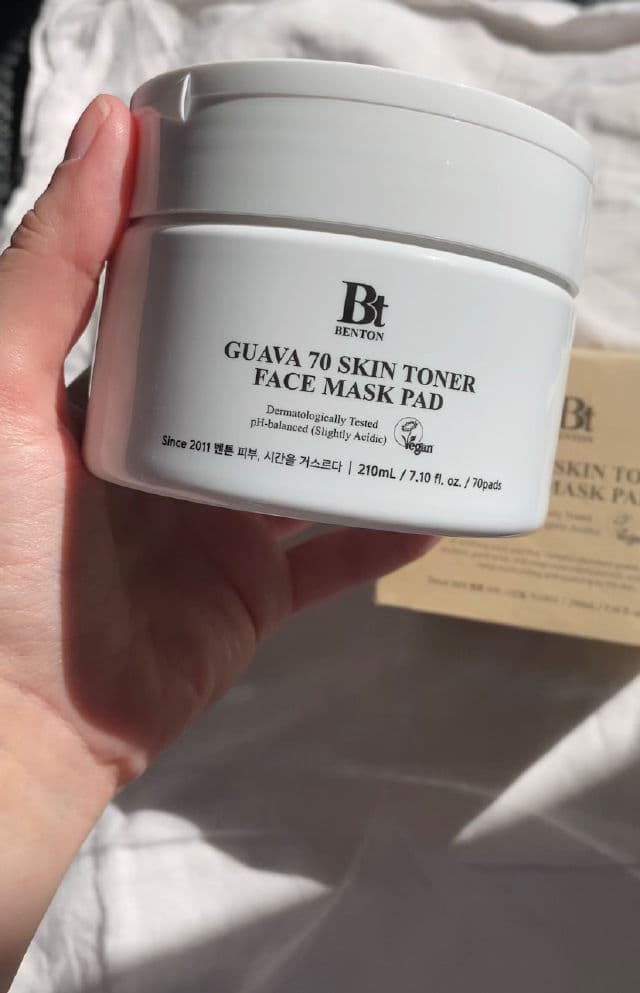 Bt
BENTON
GUAVA 70 SKIN TONER
FACE MASK PAD
Dermatologically Tested
pH-balanced (Slightly Acidic)
Vegan
Since 2011 벤튼 피부, 시간을 거스르다 | 210mL / 7.10 fl. oz. / 70pads
Bt
BENTON
SKIN TO
MASK PA